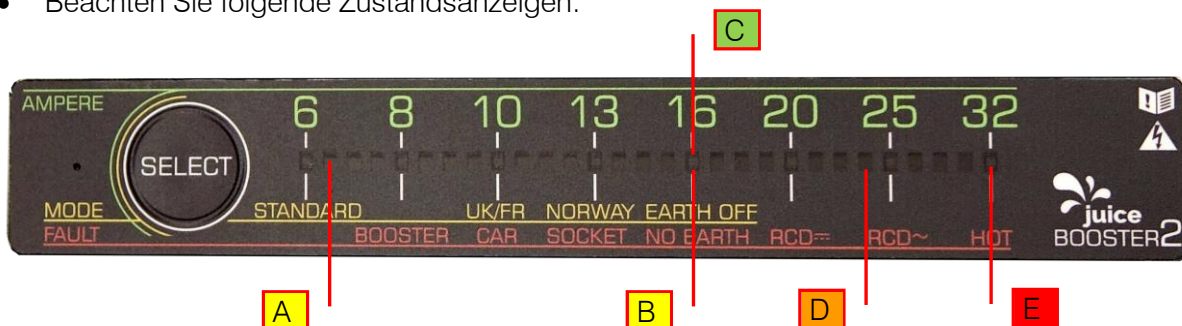 • Beachten Sie folgende Zustandsanzeigen:
C
AMPERE 6 8 10 13 16 20 25 32
SELECT
MODE STANDARD UK/FR NORWAY EARTH OFF
FAULT BOOSTER CAR SOCKET NO EARTH RCD⎓ RCD~ HOT
juice
BOOSTER2
A B D E